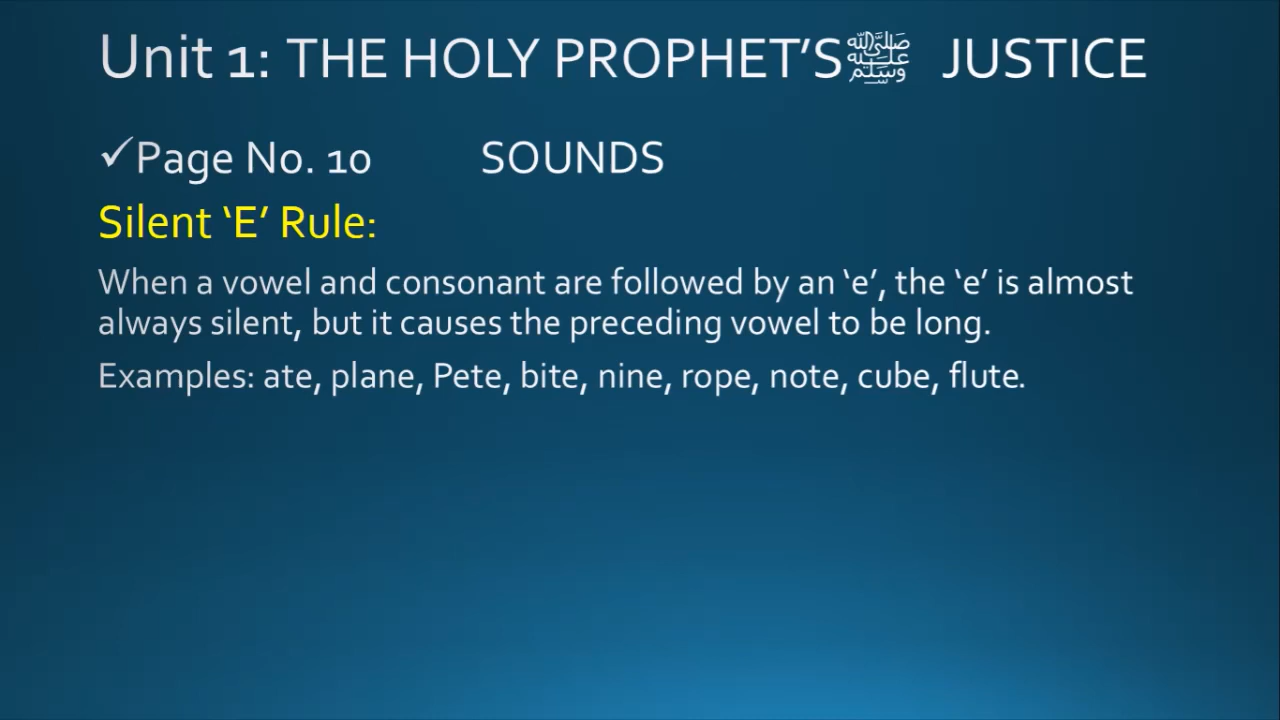 Unit 1: THE HOLY PROPHET’Sﷺ JUSTICE
✓Page No. 10 SOUNDS
Silent ‘E’ Rule:
When a vowel and consonant are followed by an ‘e’, the ‘e’ is almost
always silent, but it causes the preceding vowel to be long.
Examples: ate, plane, Pete, bite, nine, rope, note, cube, flute.